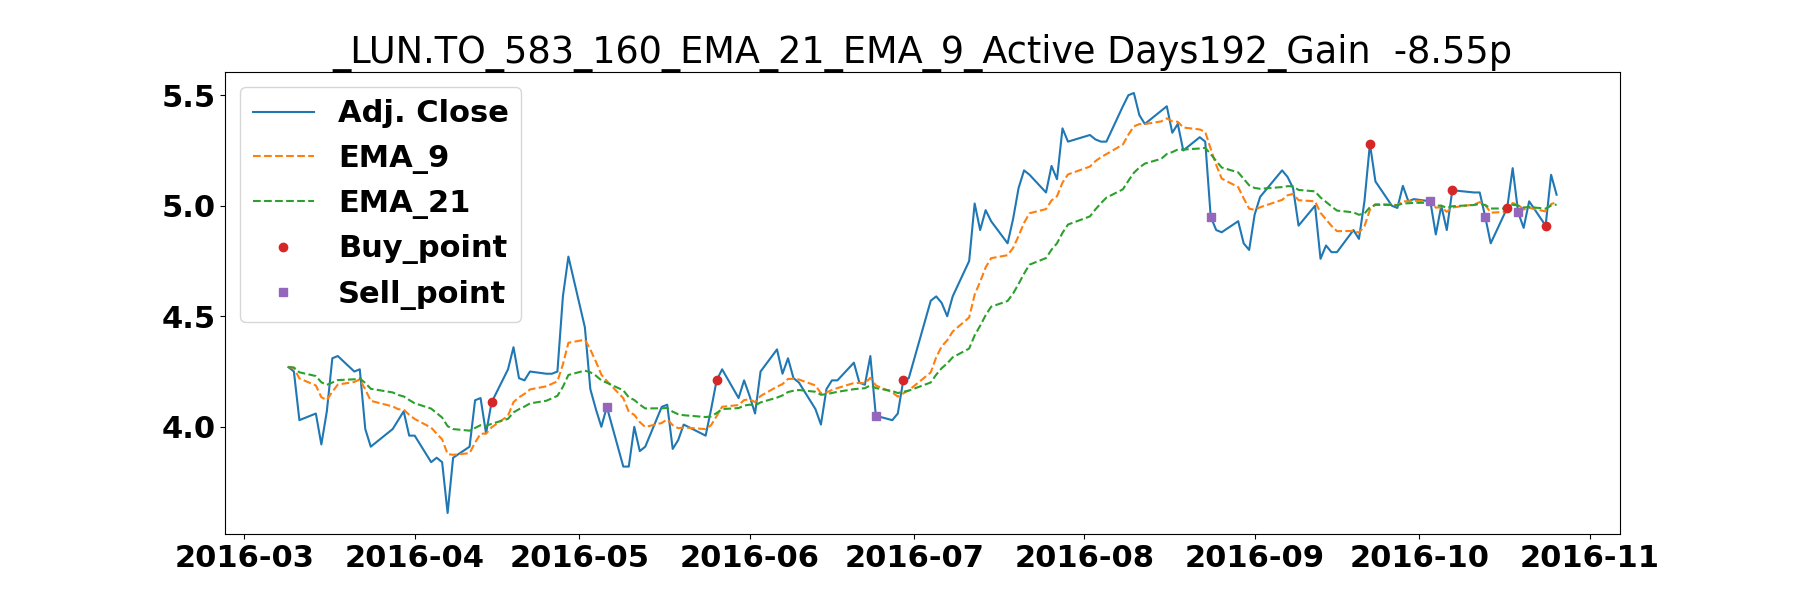 _LUN.TO_583_160_EMA_21_EMA_9_Active Days192_Gain  -8.55p
5.5
5.0
4.5
4.0
Adj. Close
EMA_9
EMA_21
Buy_point
Sell_point
2016-03 2016-04 2016-05 2016-06 2016-07 2016-08 2016-09 2016-10 2016-11